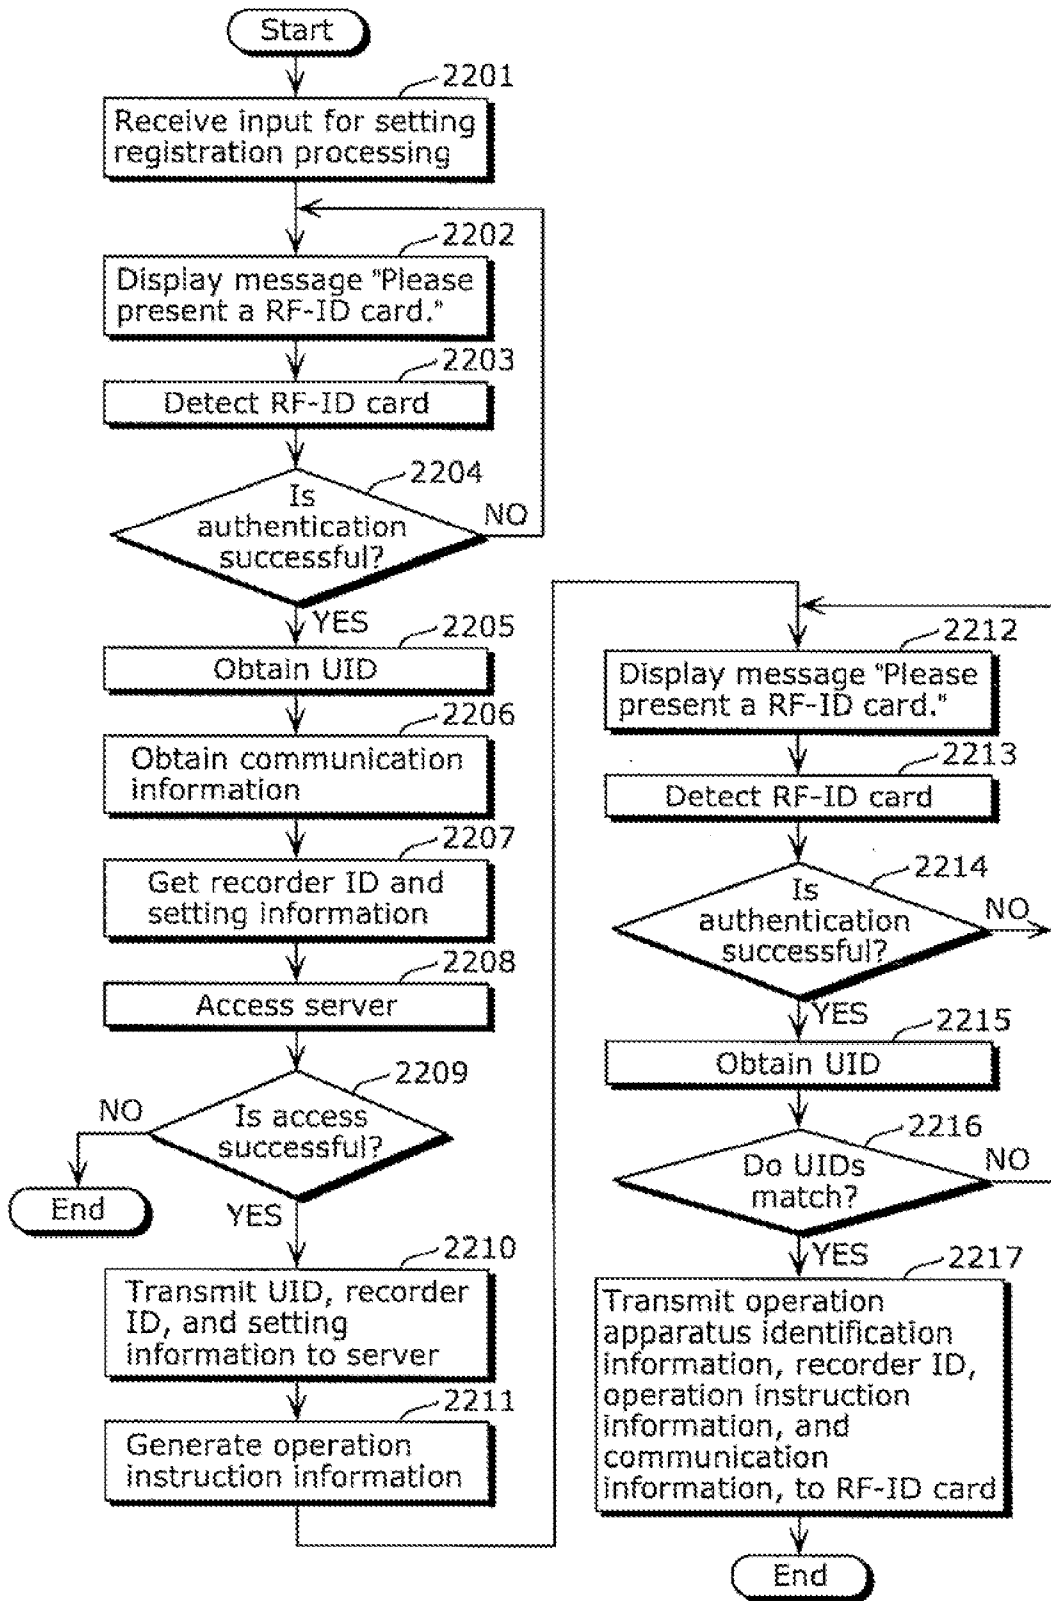 Start
2201
Receive input for setting
registration processing
2202
Display message "Please
present a RF-ID card."
2203
Detect RF-ID card
2204
Is
authentication
successful?
NO
YES
2205
Obtain UID
2206
Obtain communication
information
2207
Get recorder ID and
setting information
2208
Access server
2209
Is access
successful?
NO
End
YES
2210
Transmit UID, recorder
ID, and setting
information to server
2211
Generate operation
instruction information
2212
Display message "Please
present a RF-ID card."
2213
Detect RF-ID card
2214
Is
authentication
successful?
NO
YES
2215
Obtain UID
2216
Do UIDs
match?
NO
YES
2217
Transmit operation
apparatus identification
information, recorder ID,
operation instruction
information, and
communication
information, to RF-ID card
End